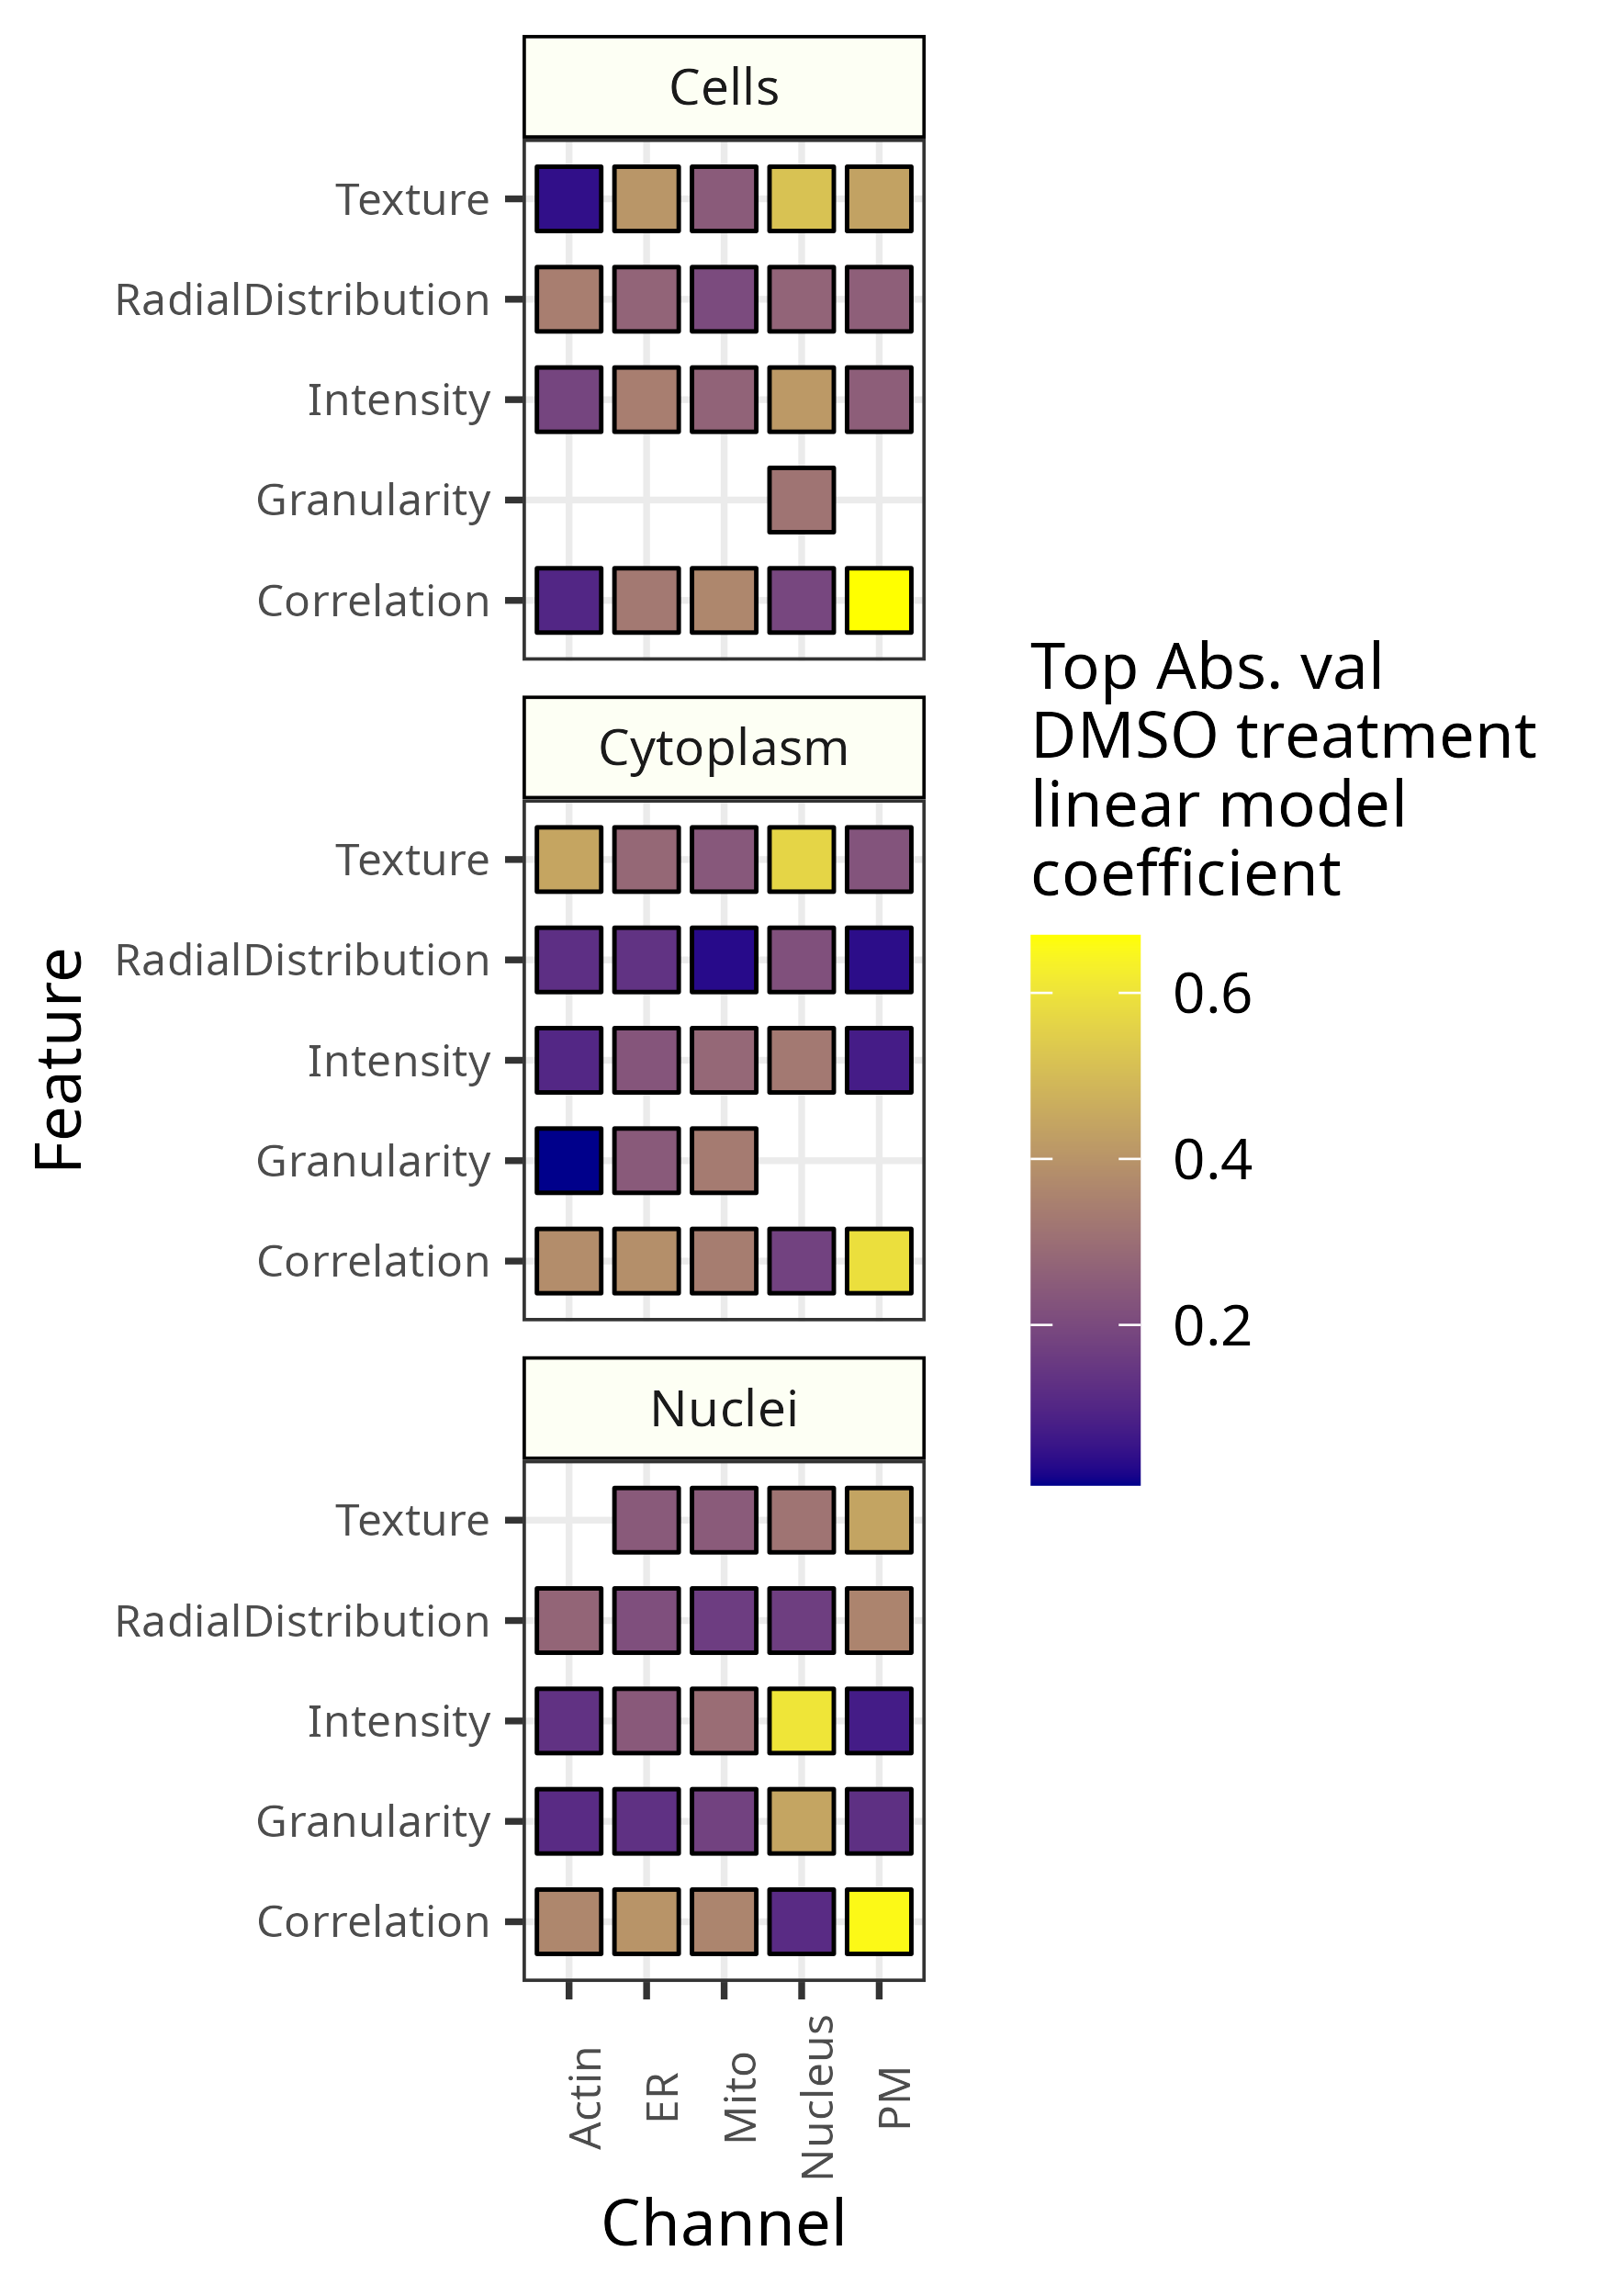 Cells
Texture
RadialDistribution
Intensity
Granularity
Correlation
Cytoplasm
Texture
RadialDistribution
Intensity
Granularity
Correlation
Nuclei
Texture
RadialDistribution
Intensity
Granularity
Correlation
Feature
Actin
ER
Mito
Nucleus
PM
Channel
Top Abs. val
DMSO treatment
linear model
coefficient
0.6
0.4
0.2